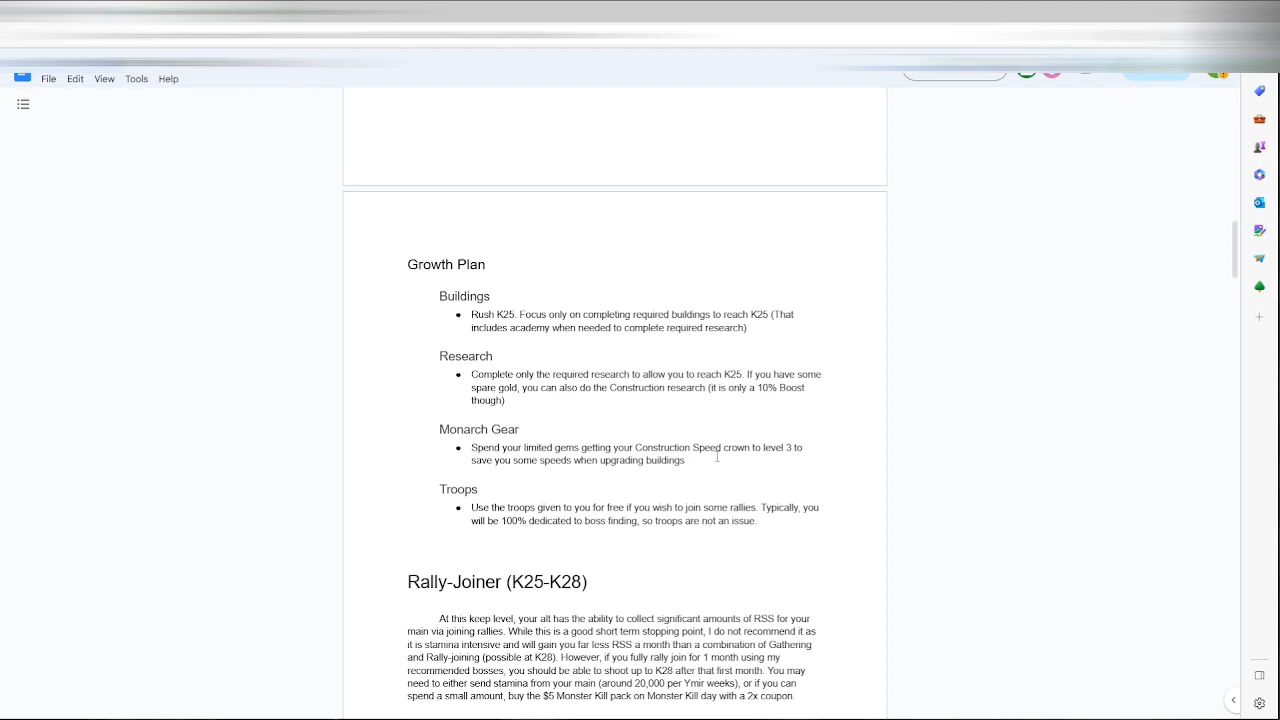 File Edit View Tools Help
Growth Plan
Buildings
● Rush K25. Focus only on completing required buildings to reach K25 (That
includes academy when needed to complete required research)
Research
● Complete only the required research to allow you to reach K25. If you have some
spare gold, you can also do the Construction research (it is only a 10% Boost
though)
Monarch Gear
● Spend your limited gems getting your Construction Speed crown to level 3 to
save you some speeds when upgrading buildings
Troops
● Use the troops given to you for free if you wish to join some rallies. Typically, you
will be 100% dedicated to boss finding, so troops are not an issue.
Rally-Joiner (K25-K28)
At this keep level, your alt has the ability to collect significant amounts of RSS for your
main via joining rallies. While this is a good short term stopping point, I do not recommend it as
it is stamina intensive and will gain you far less RSS a month than a combination of Gathering
and Rally-joining (possible at K28). However, if you fully rally join for 1 month using my
recommended bosses, you should be able to shoot up to K28 after that first month. You may
need to either send stamina from your main (around 20,000 per Ymir weeks), or if you can
spend a small amount, buy the $5 Monster Kill pack on Monster Kill day with a 2x coupon.